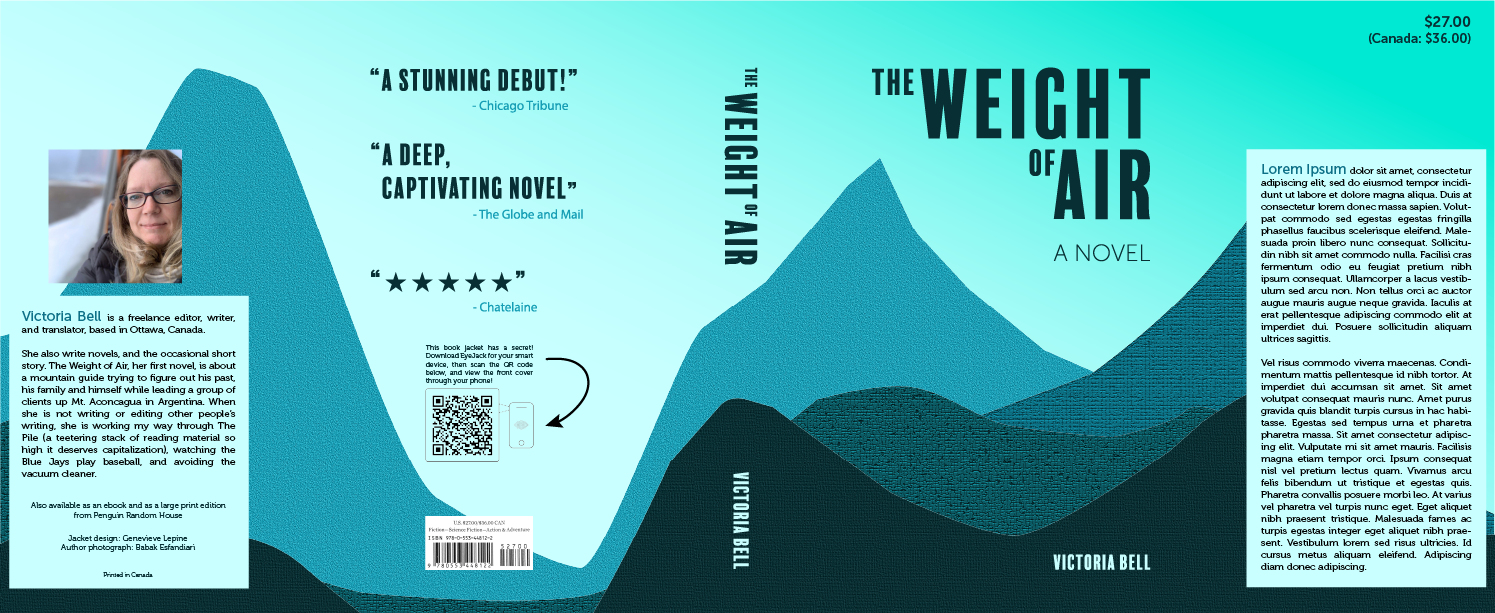 Victoria Bell is a freelance editor, writer,
and translator, based in Ottawa, Canada.
She also write novels, and the occasional short
story. The Weight of Air, her first novel, is about
a mountain guide trying to figure out his past,
his family and himself while leading a group of
clients up Mt. Aconcagua in Argentina. When
she is not writing or editing other people's
writing, she is working my way through The
Pile (a teetering stack of reading material so
high it deserves capitalization), watching the
Blue Jays play baseball, and avoiding the
vacuum cleaner.
Also available as an ebook and as a large print edition
from Penguin Random House
Jacket design: Genevieve Lepine
Author photograph: Babak Esfandiari
Printed in Canada
“A STUNNING DEBUT!”
- Chicago Tribune
“A DEEP,
CAPTIVATING NOVEL”
- The Globe and Mail
“★★★★★”
- Chatelaine
This book jacket has a secret!
Download EyeJack for your smart
device, then scan the QR code
below, and view the front cover
through your phone!
U.S. $27.00/$36.00 CAN
Fiction—Science Fiction—Action & Adventure
ISBN 978-0-553-44812-2
52700
9 780553 448122
THE WEIGHT OF AIR
VICTORIA BELL
THE WEIGHT
OF AIR
A NOVEL
VICTORIA BELL
$27.00
(Canada: $36.00)
Lorem Ipsum dolor sit amet, consectetur
adipiscing elit, sed do eiusmod tempor incidi-
dunt ut labore et dolore magna aliqua. Duis at
consectetur lorem donec massa sapien. Volut-
pat commodo sed egestas egestas fringilla
phasellus faucibus scelerisque eleifend. Male-
suada proin libero nunc consequat. Sollicitu-
din nibh sit amet commodo nulla. Facilisi cras
fermentum odio eu feugiat pretium nibh
ipsum consequat. Ullamcorper a lacus vestib-
ulum sed arcu non. Non tellus orci ac auctor
augue mauris augue neque gravida. Iaculis at
erat pellentesque adipiscing commodo elit at
imperdiet dui. Posuere sollicitudin aliquam
ultrices sagittis.
Vel risus commodo viverra maecenas. Condi-
mentum mattis pellentesque id nibh tortor. At
imperdiet dui accumsan sit amet. Sit amet
volutpat consequat mauris nunc. Amet purus
gravida quis blandit turpis cursus in hac habi-
tasse. Egestas sed tempus urna et pharetra
pharetra massa. Sit amet consectetur adipisc-
ing elit. Vulputate mi sit amet mauris. Facilisis
magna etiam tempor orci. Ipsum consequat
nisl vel pretium lectus quam. Vivamus arcu
felis bibendum ut tristique et egestas quis.
Pharetra convallis posuere morbi leo. At varius
vel pharetra vel turpis nunc eget. Eget aliquet
nibh praesent tristique. Malesuada fames ac
turpis egestas integer eget aliquet nibh prae-
sent. Vestibulum lorem sed risus ultricies. Id
cursus metus aliquam eleifend. Adipiscing
diam donec adipiscing.